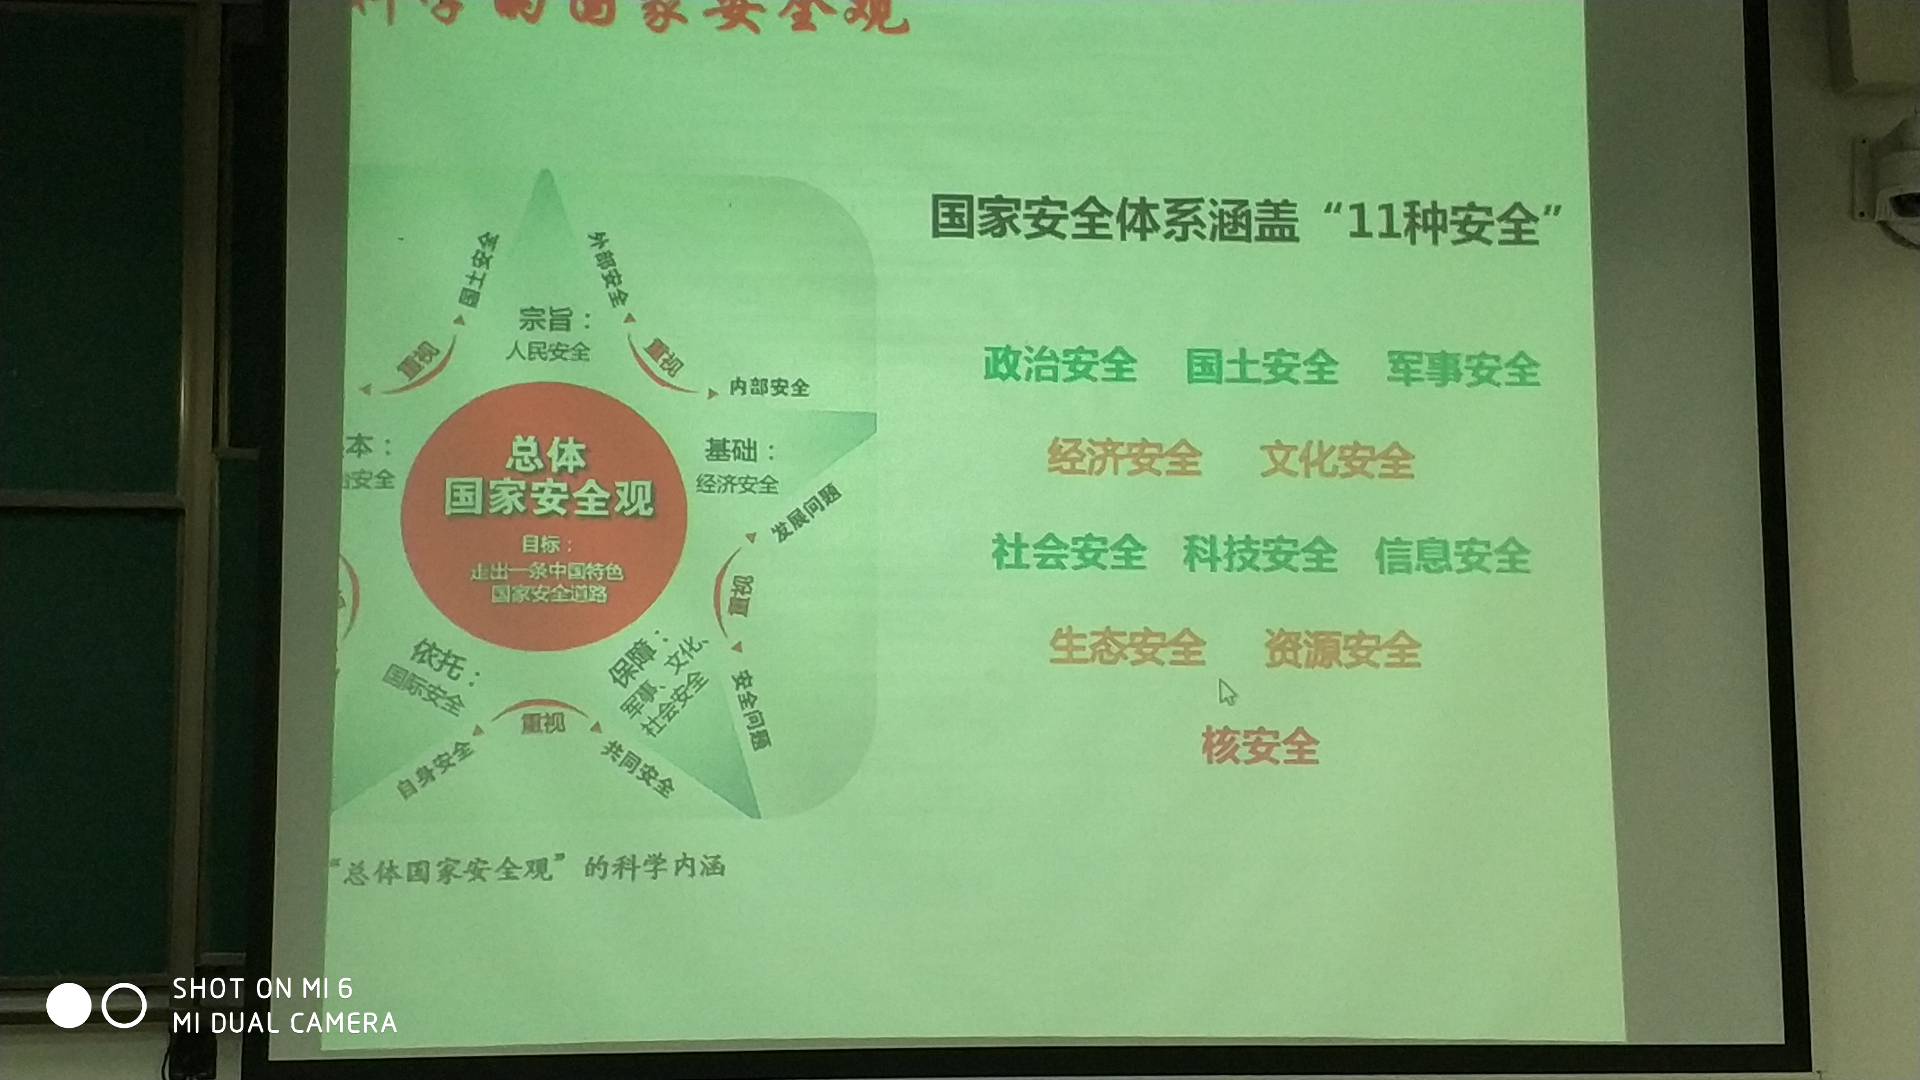 科学的国家安全观
国家安全体系涵盖“11种安全”
国土安全
外部安全
宗旨：
人民安全
重视
重视
内部安全
本：
安全
总体
国家安全观
目标：
走出一条中国特色
国家安全道路
基础：
经济安全
发展问题
重视
安全问题
依托：
国际安全
保障：
军事、文化、
社会安全
重视
自身安全
共同安全
“总体国家安全观”的科学内涵
政治安全 国土安全 军事安全
经济安全 文化安全
社会安全 科技安全 信息安全
生态安全 资源安全
核安全
SHOT ON MI 6
MI DUAL CAMERA